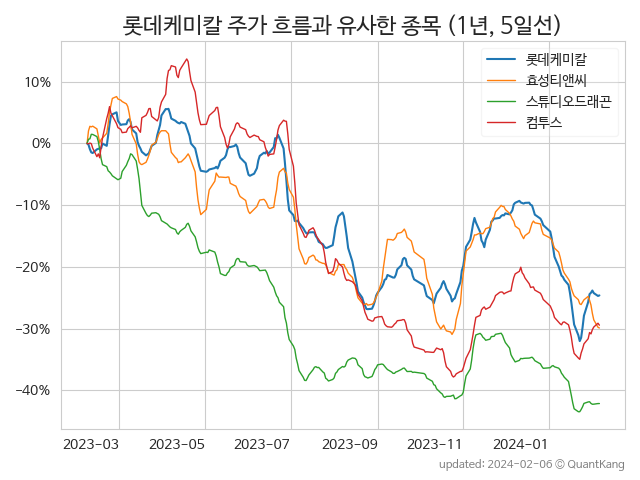 롯데케미칼 주가 흐름과 유사한 종목 (1년, 5일선)
롯데케미칼
효성티앤씨
스튜디오드래곤
컴투스
10%
0%
−10%
−20%
−30%
−40%
2023-03 2023-05 2023-07 2023-09 2023-11 2024-01
updated: 2024-02-06 © QuantKang